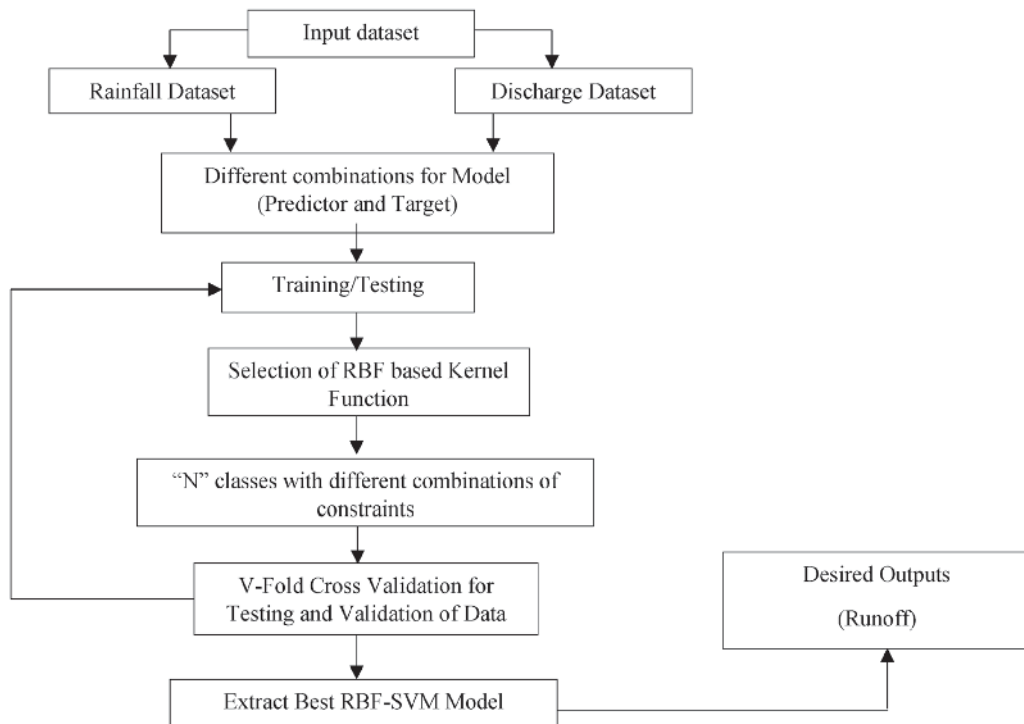 Input dataset
Rainfall Dataset
Discharge Dataset
Different combinations for Model
(Predictor and Target)
Training/Testing
Selection of RBF based Kernel
Function
“N” classes with different combinations of
constraints
V-Fold Cross Validation for
Testing and Validation of Data
Desired Outputs
(Runoff)
Extract Best RBF-SVM Model